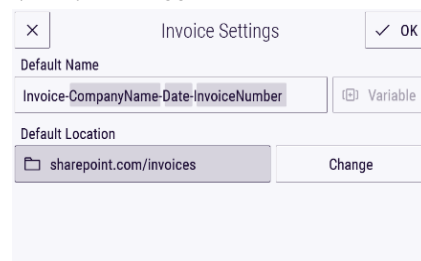 Invoice Settings
OK
Default Name
Invoice-CompanyName-Date-InvoiceNumber
Variable
Default Location
sharepoint.com/invoices
Change